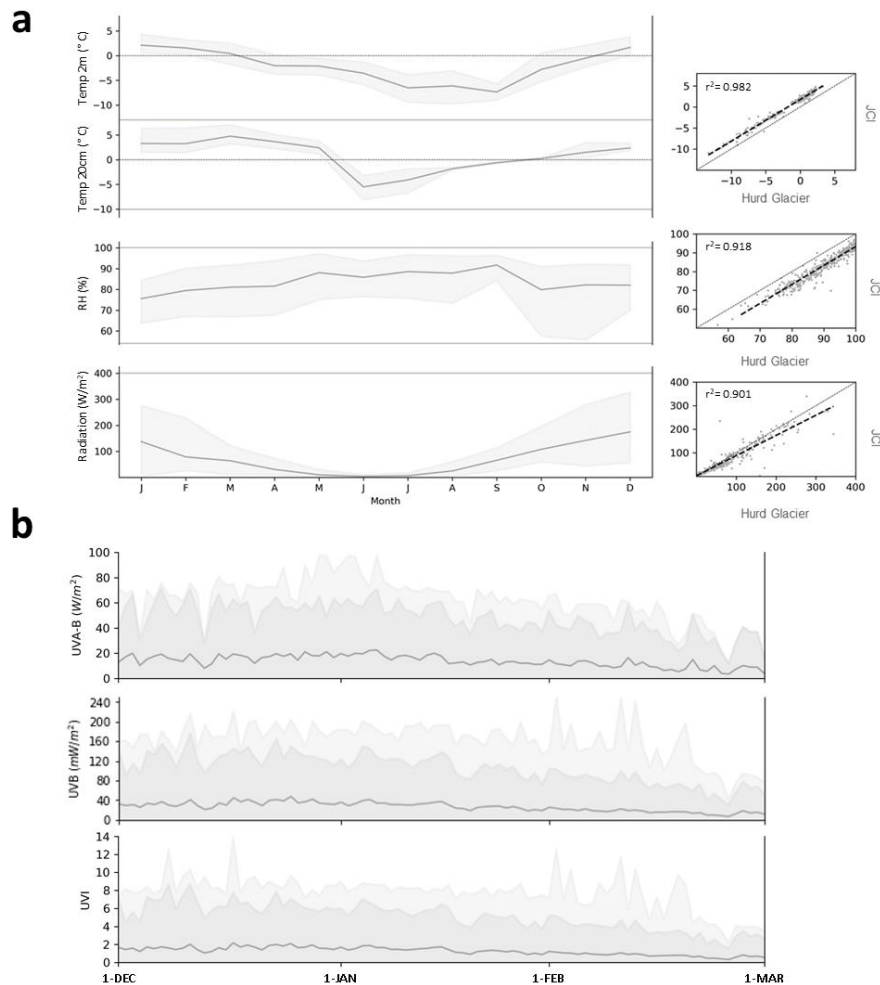 a
Temp 2m (° C)
5
0
−5
−10
Temp 20cm (° C)
5
0
−5
−10
r²= 0.982
5
0
−5
−10
−10 −5 0 5
Hurd Glacier
JCI
RH (%)
100
90
80
70
60
r²= 0.918
100
90
80
70
60
60 70 80 90 100
Hurd Glacier
JCI
Radiation (W/m²)
400
300
200
100
J F M A M J J A S O N D
Month
r²= 0.901
400
300
200
100
100 200 300 400
Hurd Glacier
JCI
b
UVA-B (W/m²)
100
80
60
40
20
0
UVB (mW/m²)
240
200
160
120
80
40
0
UVI
14
12
10
8
6
4
2
0
1-DEC 1-JAN 1-FEB 1-MAR